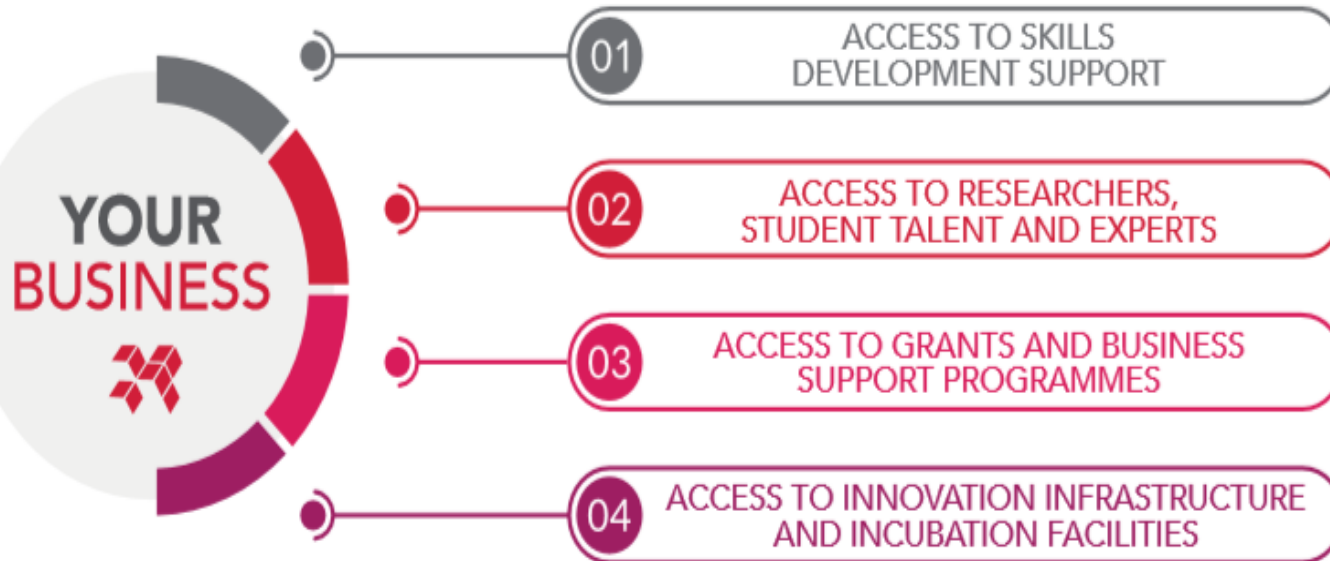 YOUR
BUSINESS
01
ACCESS TO SKILLS
DEVELOPMENT SUPPORT
02
ACCESS TO RESEARCHERS,
STUDENT TALENT AND EXPERTS
03
ACCESS TO GRANTS AND BUSINESS
SUPPORT PROGRAMMES
04
ACCESS TO INNOVATION INFRASTRUCTURE
AND INCUBATION FACILITIES